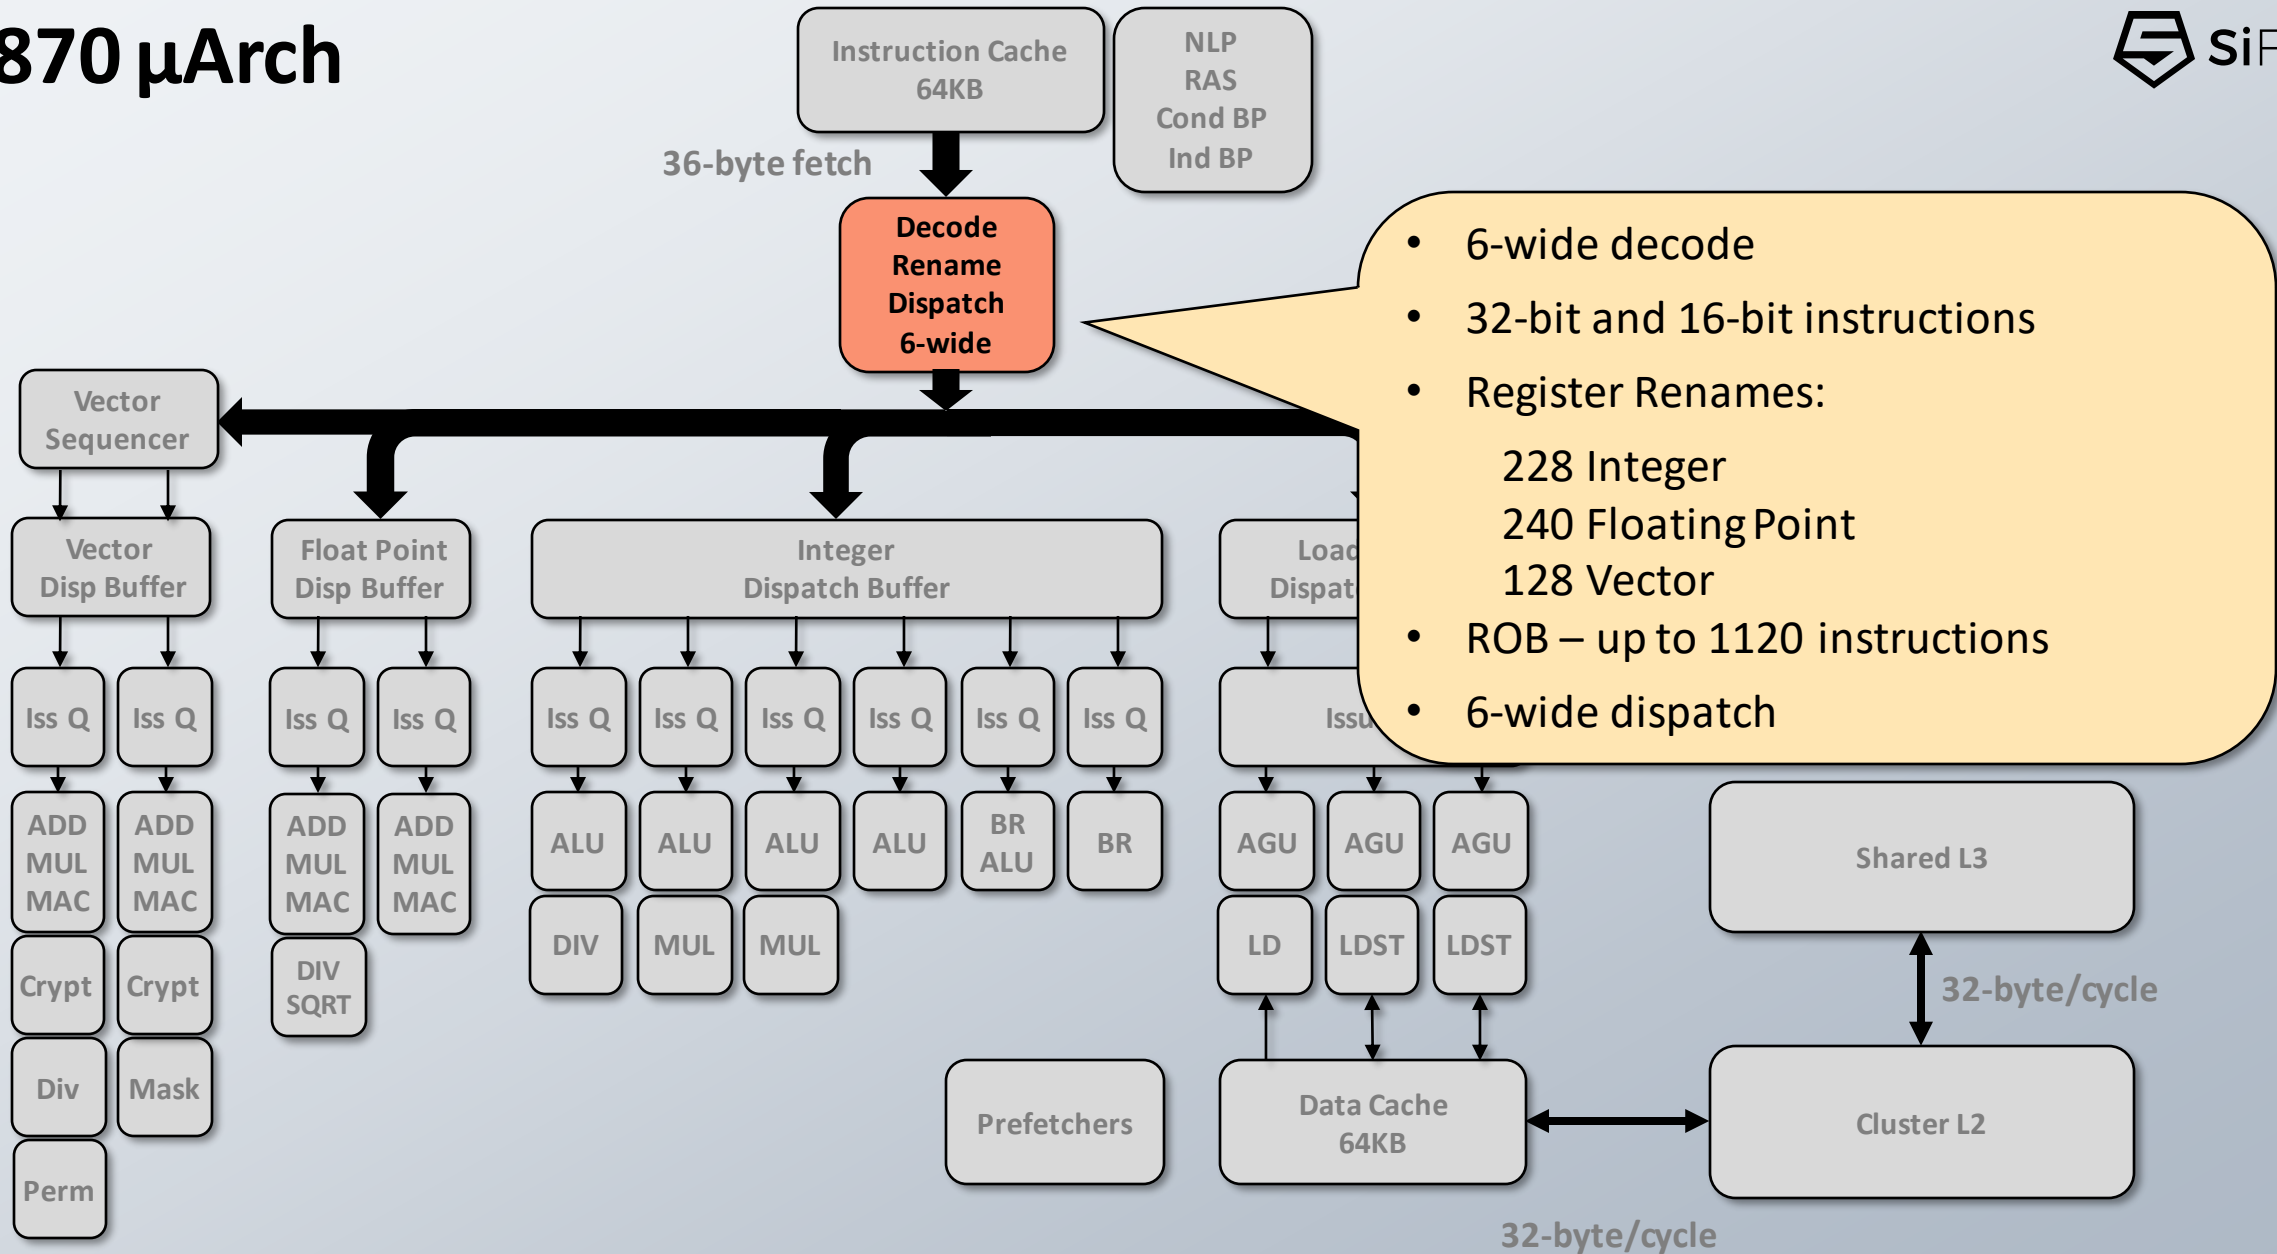 870 µArch
SiF
Instruction Cache
64KB
NLP
RAS
Cond BP
Ind BP
36-byte fetch
Decode
Rename
Dispatch
6-wide
• 6-wide decode
• 32-bit and 16-bit instructions
• Register Renames:
228 Integer
240 Floating Point
128 Vector
• ROB – up to 1120 instructions
• 6-wide dispatch
Vector
Sequencer
Vector
Disp Buffer
Float Point
Disp Buffer
Integer
Dispatch Buffer
Load
Dispat
Iss Q
Iss Q
Iss Q
Iss Q
Iss Q
Iss Q
Iss Q
Iss Q
Iss Q
Iss Q
Issu
ADD
MUL
MAC
ADD
MUL
MAC
ADD
MUL
MAC
ADD
MUL
MAC
ALU
ALU
ALU
ALU
BR
ALU
BR
AGU
AGU
AGU
Shared L3
Crypt
Crypt
DIV
SQRT
DIV
MUL
MUL
LD
LDST
LDST
32-byte/cycle
Div
Mask
Perm
Prefetchers
Data Cache
64KB
Cluster L2
32-byte/cycle